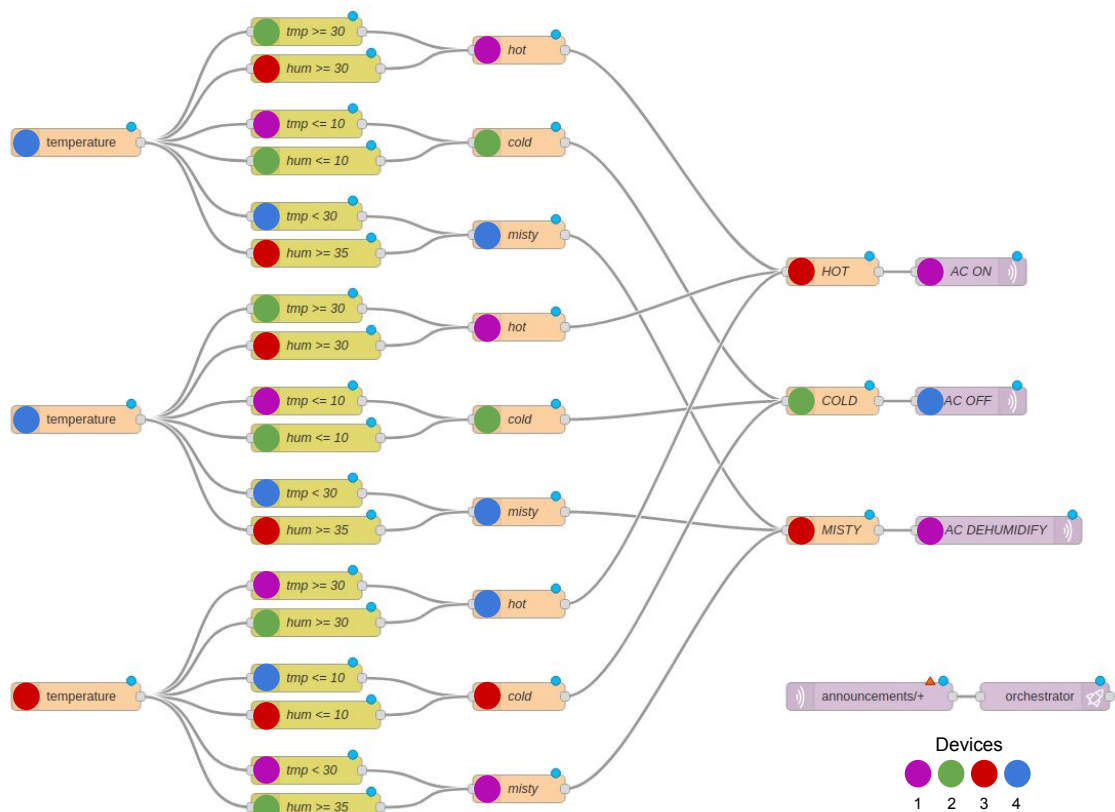 tmp >= 30
hum >= 30
hot
temperature
tmp <= 10
hum <= 10
cold
tmp < 30
hum >= 35
misty
tmp >= 30
hum >= 30
hot
temperature
tmp <= 10
hum <= 10
cold
tmp < 30
hum >= 35
misty
tmp >= 30
hum >= 30
hot
temperature
tmp <= 10
hum <= 10
cold
tmp < 30
hum >= 35
misty
HOT
AC ON
COLD
AC OFF
MISTY
AC DEHUMIDIFY
announcements/+
orchestrator
Devices
1 2 3 4